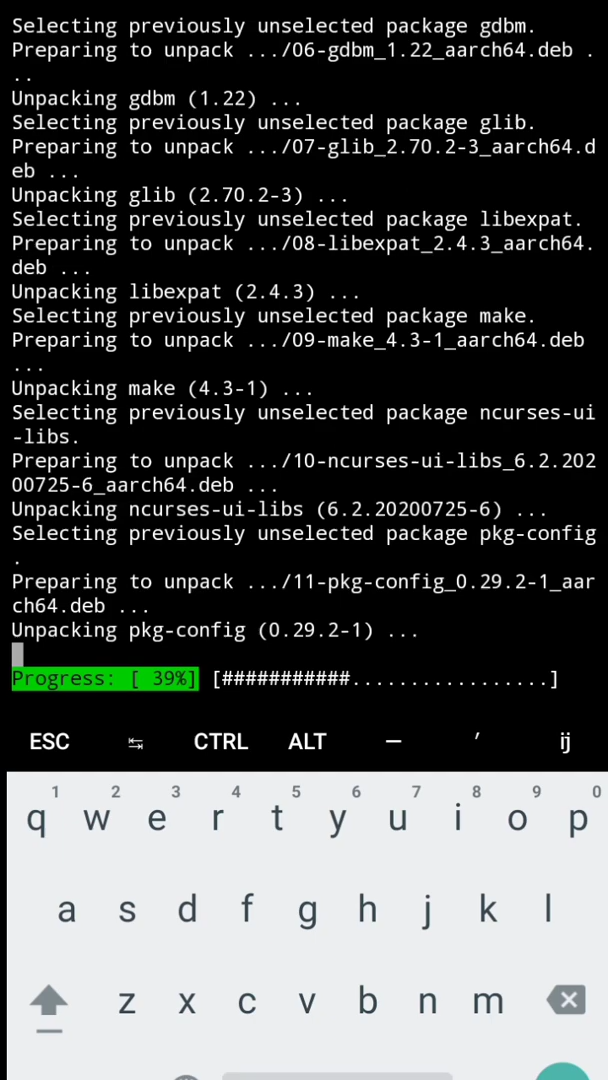 Selecting previously unselected package gdbm.
Preparing to unpack .../06-gdbm_1.22_aarch64.deb .
..
Unpacking gdbm (1.22) ...
Selecting previously unselected package glib.
Preparing to unpack .../07-glib_2.70.2-3_aarch64.d
eb ...
Unpacking glib (2.70.2-3) ...
Selecting previously unselected package libexpat.
Preparing to unpack .../08-libexpat_2.4.3_aarch64.
deb ...
Unpacking libexpat (2.4.3) ...
Selecting previously unselected package make.
Preparing to unpack .../09-make_4.3-1_aarch64.deb
...
Unpacking make (4.3-1) ...
Selecting previously unselected package ncurses-ui
-libs.
Preparing to unpack .../10-ncurses-ui-libs_6.2.202
00725-6_aarch64.deb ...
Unpacking ncurses-ui-libs (6.2.20200725-6) ...
Selecting previously unselected package pkg-config
.
Preparing to unpack .../11-pkg-config_0.29.2-1_aar
ch64.deb ...
Unpacking pkg-config (0.29.2-1) ...
Progress: [ 39%] [###########.................]
ESC ↹ CTRL ALT — ′ ij
1 2 3 4 5 6 7 8 9 0
q w e r t y u i o p
a s d f g h j k l
z x c v b n m